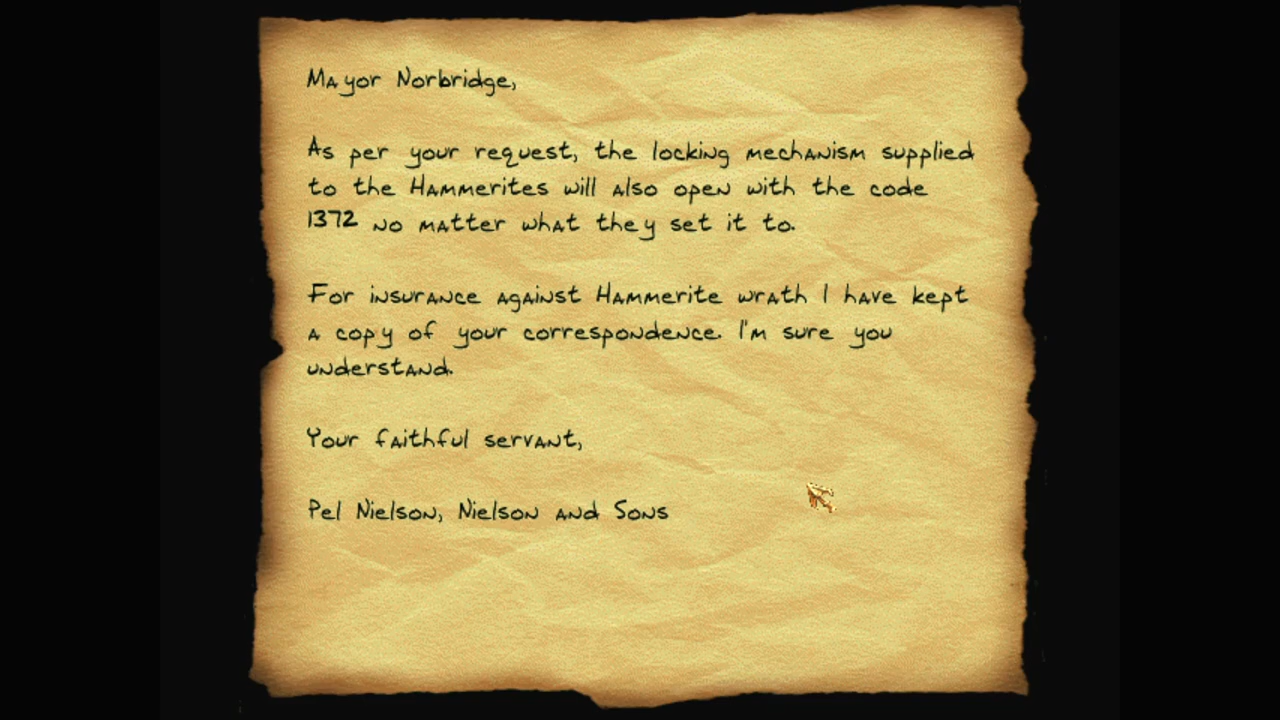 Mayor Norbridge,
As per your request, the locking mechanism supplied
to the Hammerites will also open with the code
1372 no matter what they set it to.
For insurance against Hammerite wrath I have kept
a copy of your correspondence. I'm sure you
understand.
Your faithful servant,
Pel Nielson, Nielson and Sons